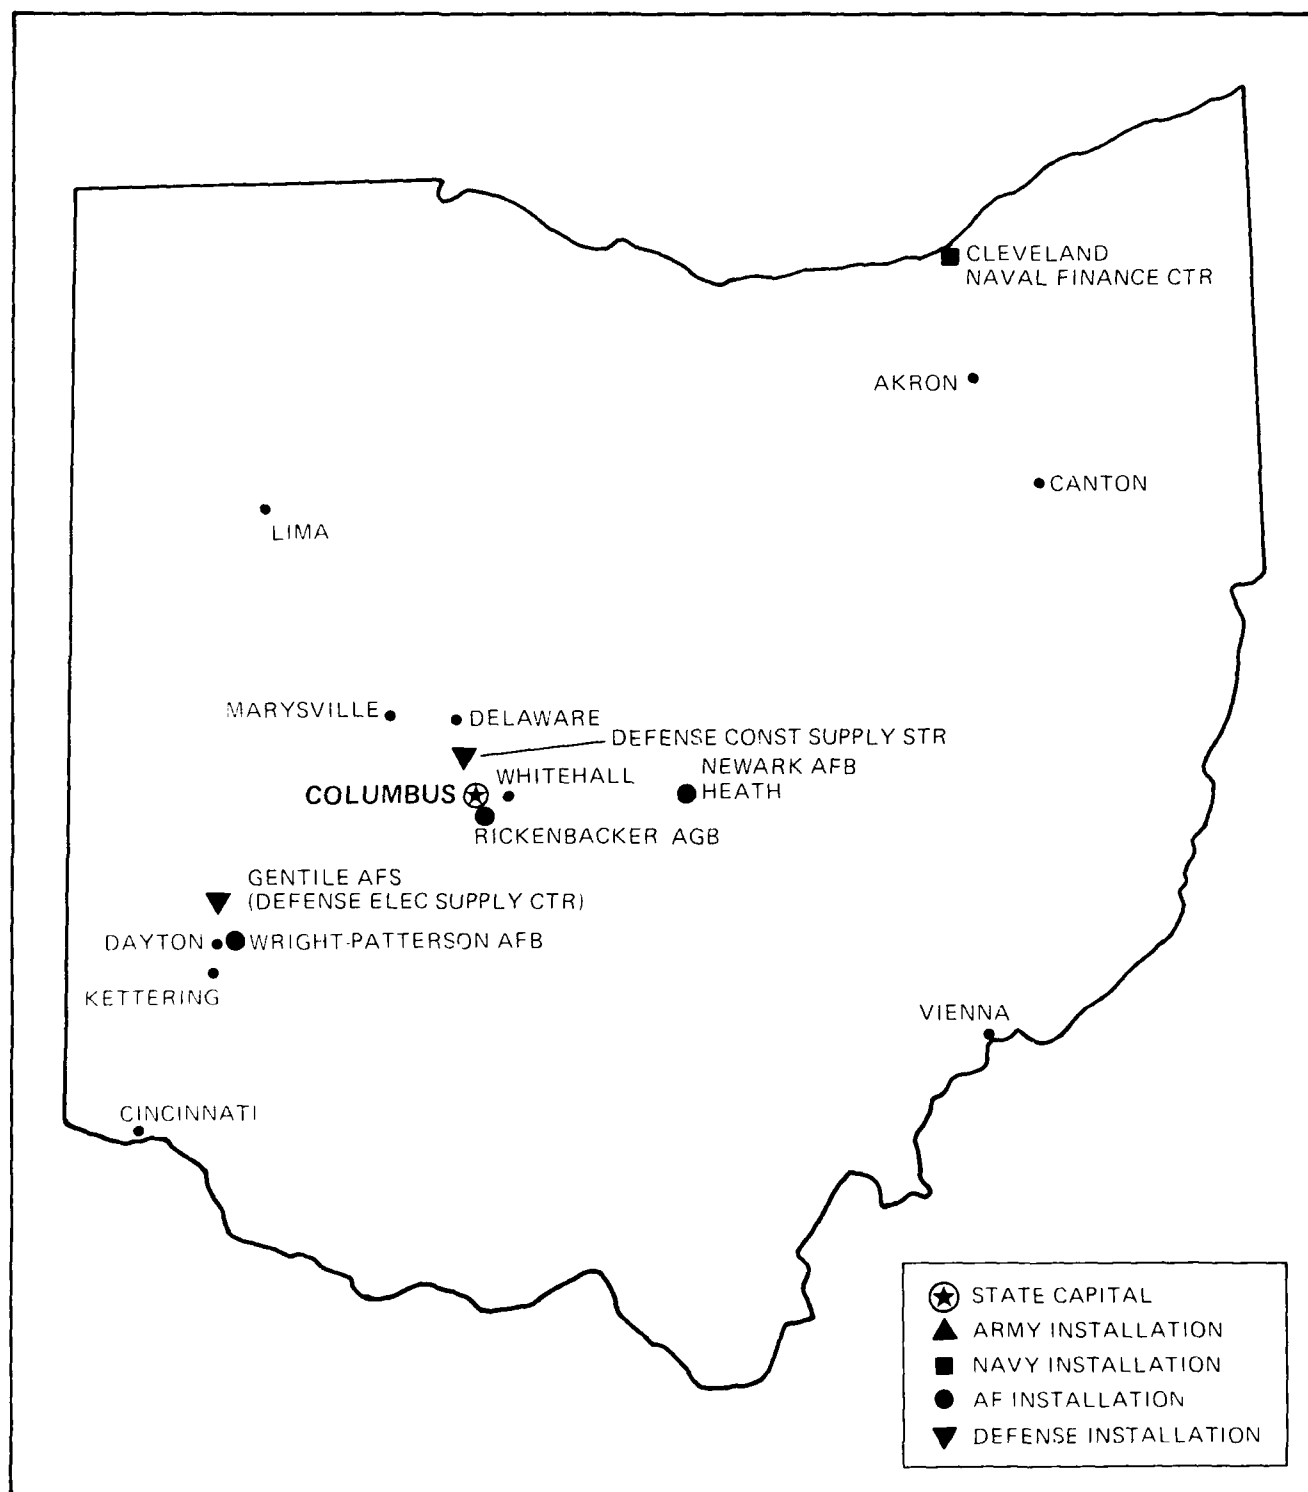 CLEVELAND
NAVAL FINANCE CTR
AKRON
CANTON
LIMA
MARYSVILLE
DELAWARE
DEFENSE CONST SUPPLY STR
NEWARK AFB
HEATH
WHITEHALL
COLUMBUS
RICKENBACKER AGB
GENTILE AFS
(DEFENSE ELEC SUPPLY CTR)
DAYTON
WRIGHT-PATTERSON AFB
KETTERING
VIENNA
CINCINNATI
STATE CAPITAL
ARMY INSTALLATION
NAVY INSTALLATION
AF INSTALLATION
DEFENSE INSTALLATION